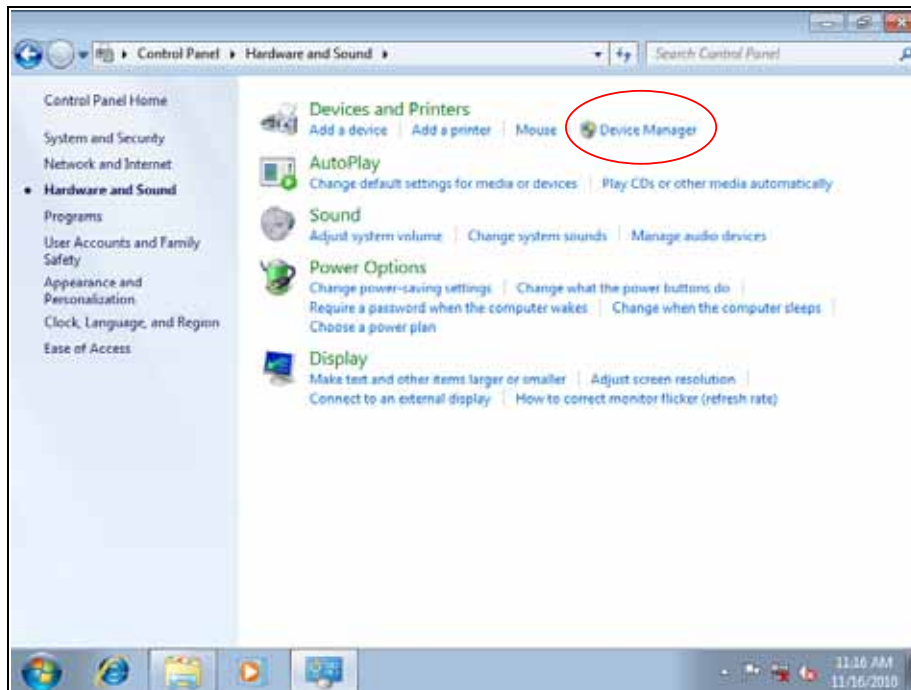 Control Panel Hardware and Sound Search Control Panel
Control Panel Home
System and Security
Network and Internet
Hardware and Sound
Programs
User Accounts and Family
Safety
Appearance and
Personalization
Clock, Language, and Region
Ease of Access
Devices and Printers
Add a device Add a printer Mouse Device Manager
AutoPlay
Change default settings for media or devices Play CDs or other media automatically
Sound
Adjust system volume Change system sounds Manage audio devices
Power Options
Change power-saving settings Change what the power buttons do
Require a password when the computer wakes Change when the computer sleeps
Choose a power plan
Display
Make text and other items larger or smaller Adjust screen resolution
Connect to an external display How to correct monitor flicker (refresh rate)
11:16 AM
11/16/2010